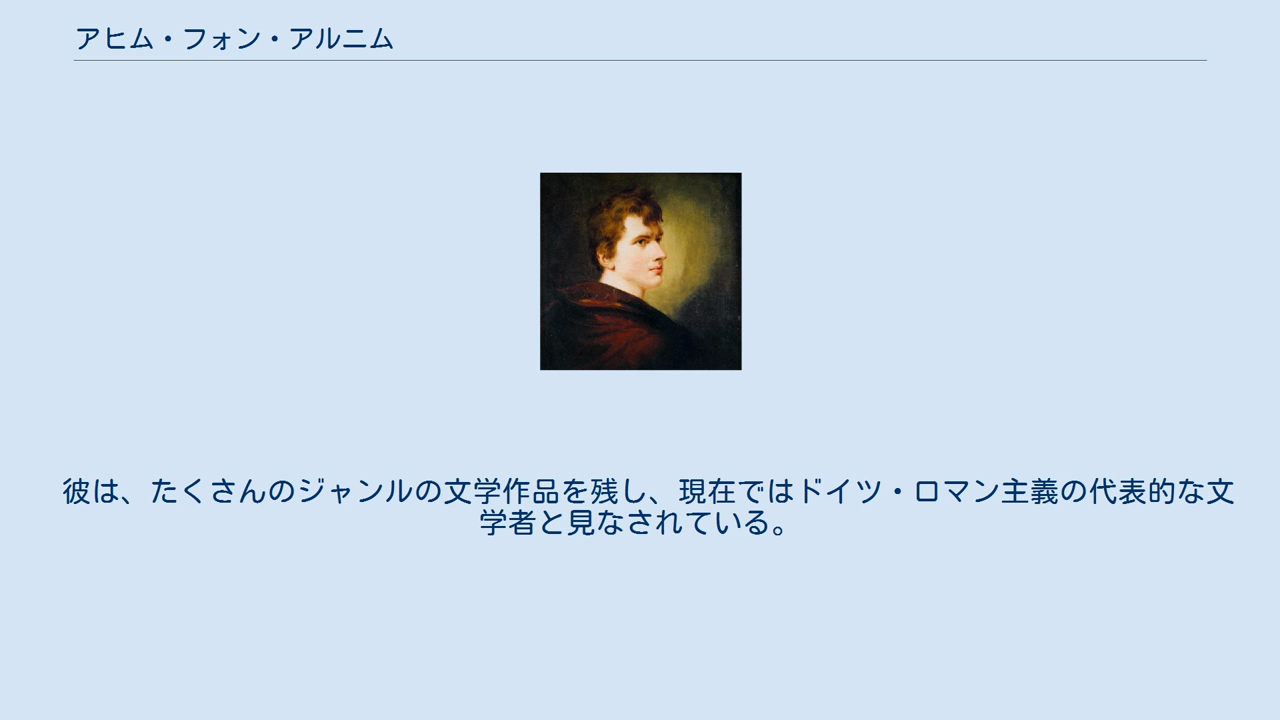 アヒム・フォン・アルニム
彼は、たくさんのジャンルの文学作品を残し、現在ではドイツ・ロマン主義の代表的な文
学者と見なされている。